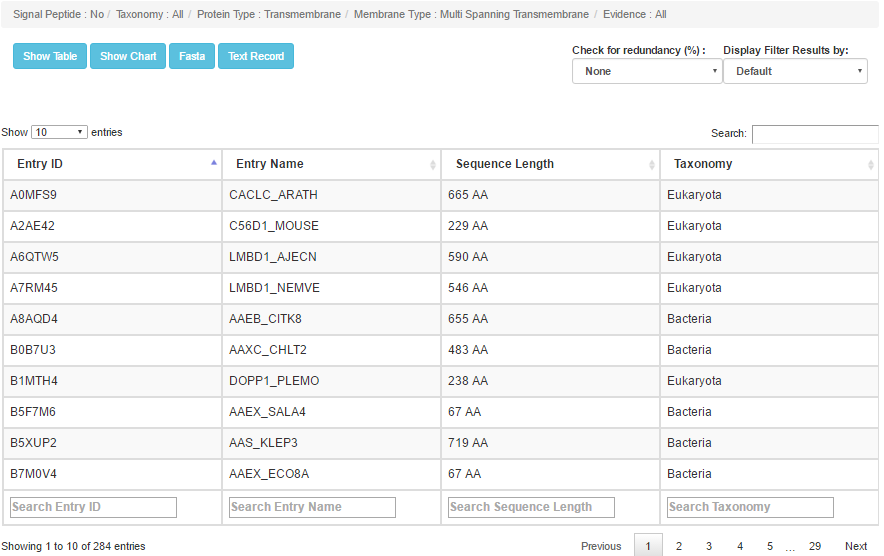 Signal Peptide : No / Taxonomy : All / Protein Type : Transmembrane / Membrane Type : Multi Spanning Transmembrane / Evidence : All
Show Table Show Chart Fasta Text Record
Check for redundancy (%) : Display Filter Results by:
None Default
Show 10 entries Search:
Entry ID Entry Name Sequence Length Taxonomy
A0MFS9 CACLC_ARATH 665 AA Eukaryota
A2AE42 C56D1_MOUSE 229 AA Eukaryota
A6QTW5 LMBD1_AJECN 590 AA Eukaryota
A7RM45 LMBD1_NEMVE 546 AA Eukaryota
A8AQD4 AAEB_CITK8 655 AA Bacteria
B0B7U3 AAXC_CHLT2 483 AA Bacteria
B1MTH4 DOPP1_PLEMO 238 AA Eukaryota
B5F7M6 AAEX_SALA4 67 AA Bacteria
B5XUP2 AAS_KLEP3 719 AA Bacteria
B7M0V4 AAEX_ECO8A 67 AA Bacteria
Search Entry ID Search Entry Name Search Sequence Length Search Taxonomy
Showing 1 to 10 of 284 entries Previous 1 2 3 4 5 ... 29 Next